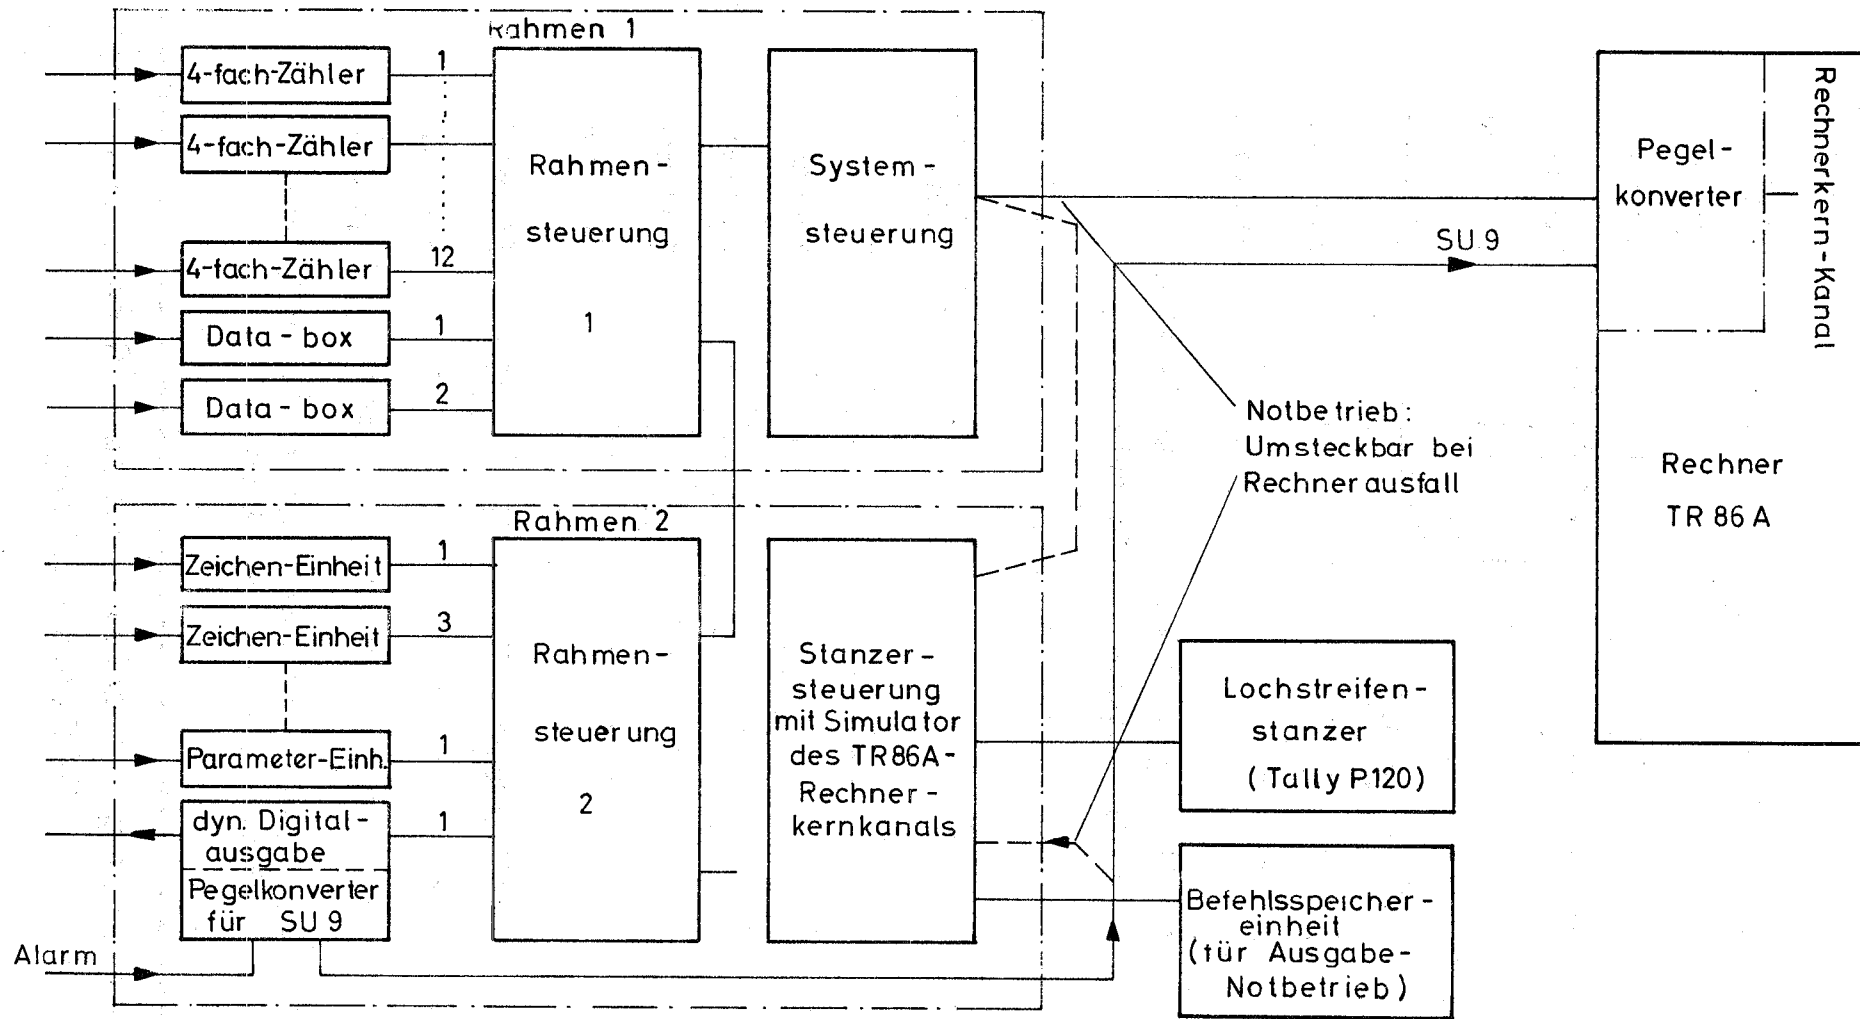 Rahmen 1
4-fach-Zähler
1
4-fach-Zähler
4-fach-Zähler
12
Data-box
1
Data-box
2
Rahmen-
steuerung
1
System-
steuerung
Pegel-
konverter
Rechnerkern-Kanal
SU 9
Notbetrieb:
Umsteckbar bei
Rechnerausfall
Rechner
TR 86 A
Rahmen 2
Zeichen-Einheit
1
Zeichen-Einheit
3
Parameter-Einh.
1
dyn. Digital-
ausgabe
1
Pegelkonverter
für SU 9
Alarm
Rahmen-
steuerung
2
Stanzer-
steuerung
mit Simulator
des TR86A-
Rechner-
kernkanals
Lochstreifen-
stanzer
(Tally P120)
Befehlsspeicher-
einheit
(für Ausgabe-
Notbetrieb)